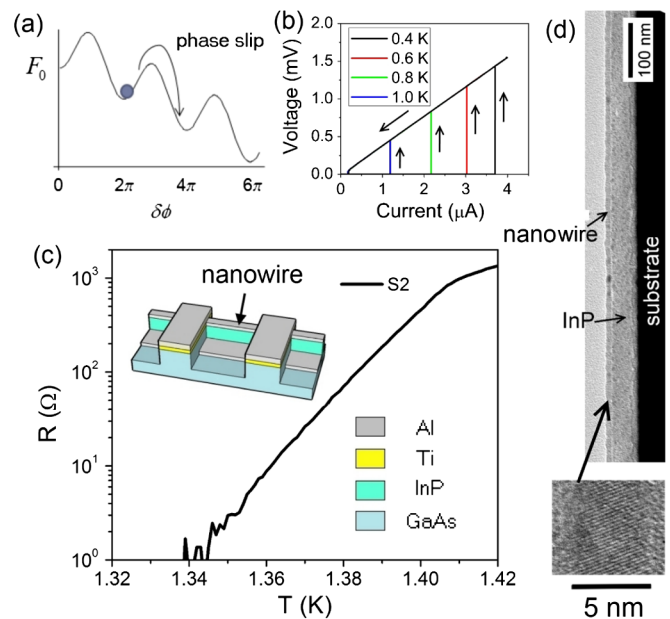 (a)
phase slip
F₀
0
2π
4π
6π
δϕ
(b)
2.0
1.5
1.0
0.5
0.0
Voltage (mV)
0.4 K
0.6 K
0.8 K
1.0 K
0
1
2
3
4
5
Current (μA)
(c)
nanowire
S2
10³
10²
10¹
10⁰
R (Ω)
Al
Ti
InP
GaAs
1.32
1.34
1.36
1.38
1.40
1.42
T (K)
(d)
100 nm
nanowire
substrate
InP
5 nm